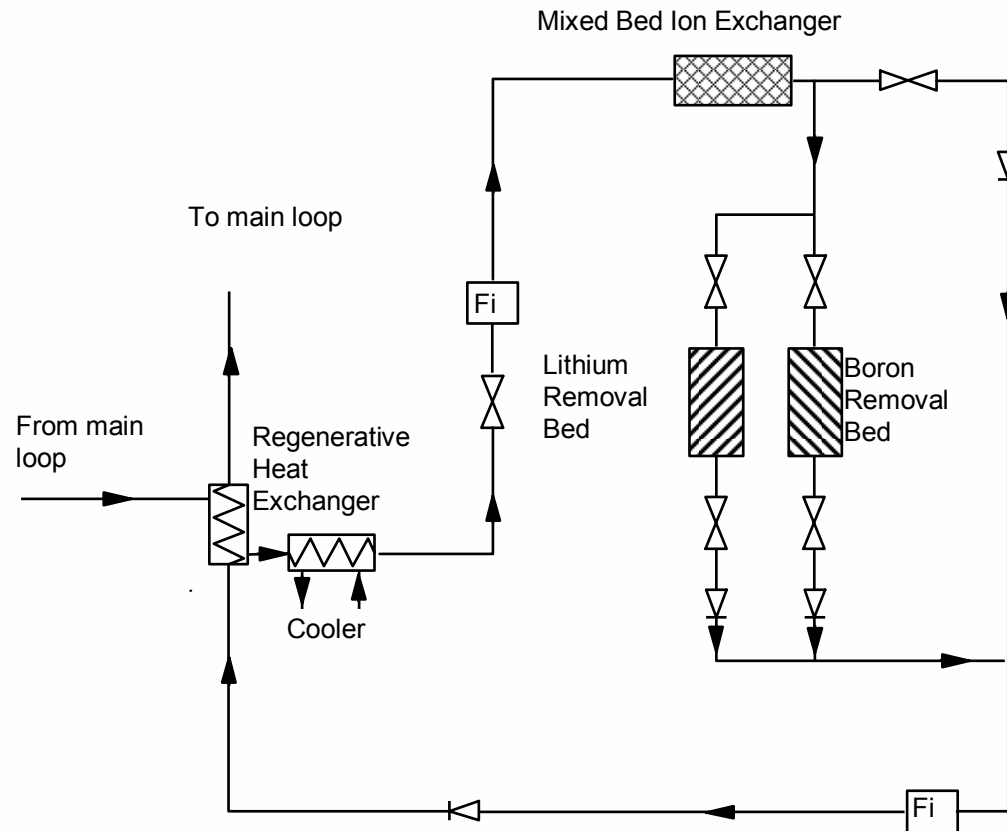 Mixed Bed Ion Exchanger
To main loop
Fi
Lithium
Removal
Bed
Boron
Removal
Bed
From main
loop
Regenerative
Heat
Exchanger
Cooler
Fi